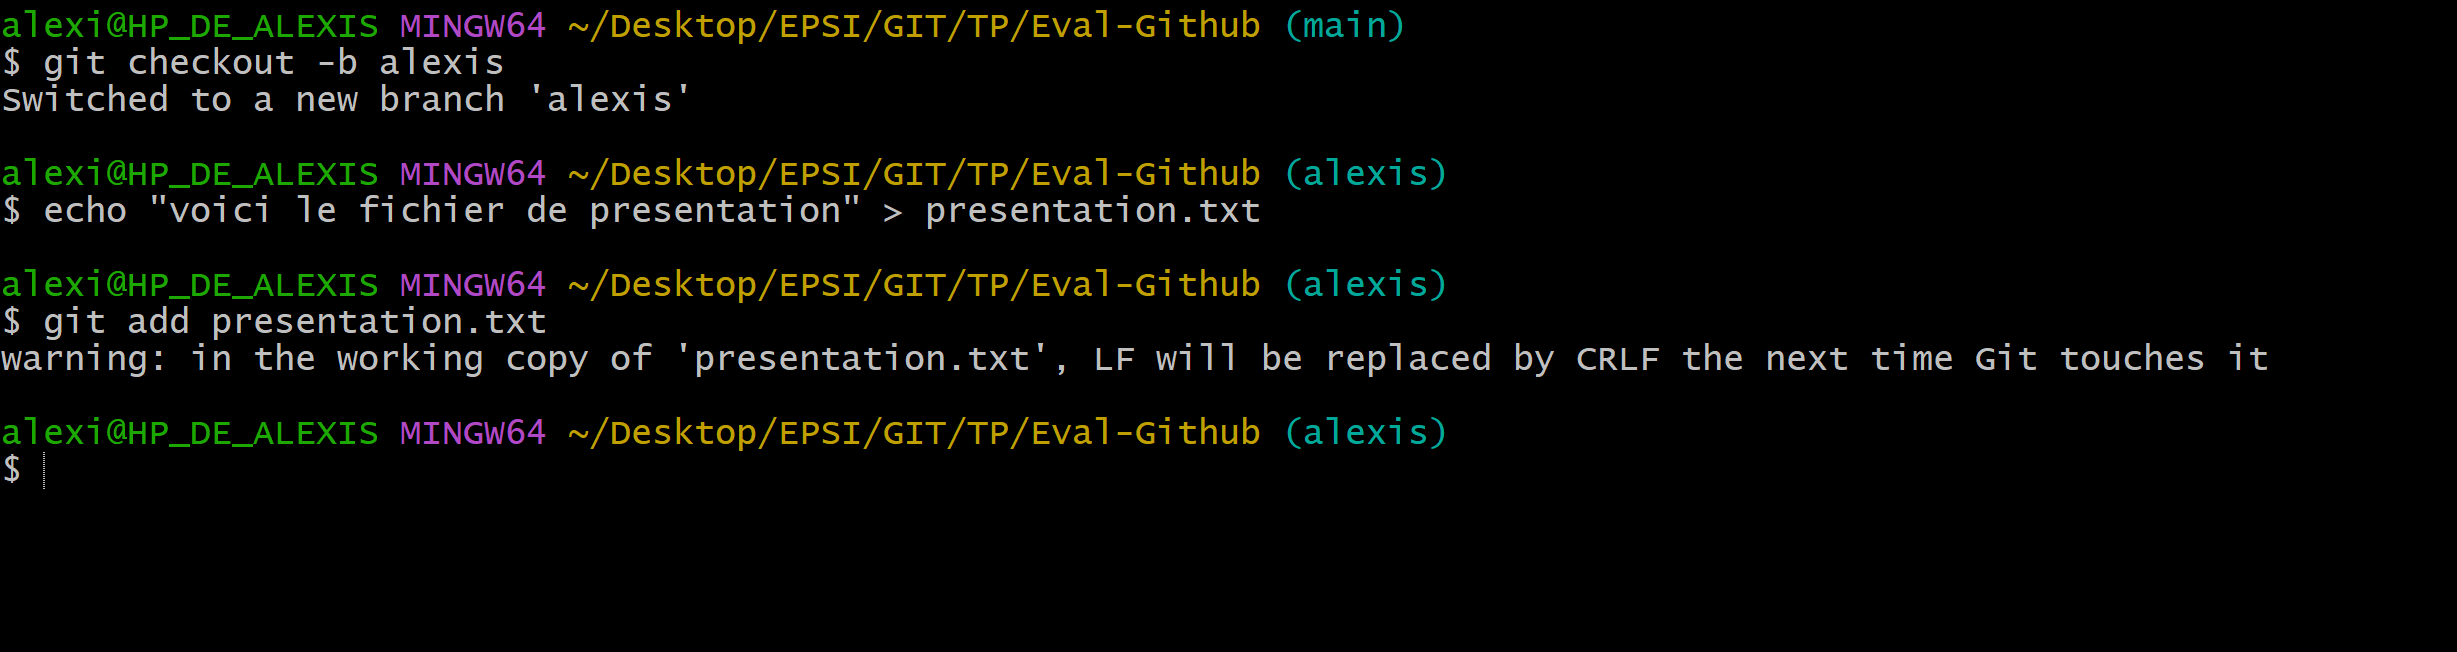 alexi@HP_DE_ALEXIS MINGW64 ~/Desktop/EPSI/GIT/TP/Eval-Github (main)
$ git checkout -b alexis
Switched to a new branch 'alexis'
alexi@HP_DE_ALEXIS MINGW64 ~/Desktop/EPSI/GIT/TP/Eval-Github (alexis)
$ echo "voici le fichier de presentation" > presentation.txt
alexi@HP_DE_ALEXIS MINGW64 ~/Desktop/EPSI/GIT/TP/Eval-Github (alexis)
$ git add presentation.txt
warning: in the working copy of 'presentation.txt', LF will be replaced by CRLF the next time Git touches it
alexi@HP_DE_ALEXIS MINGW64 ~/Desktop/EPSI/GIT/TP/Eval-Github (alexis)
$